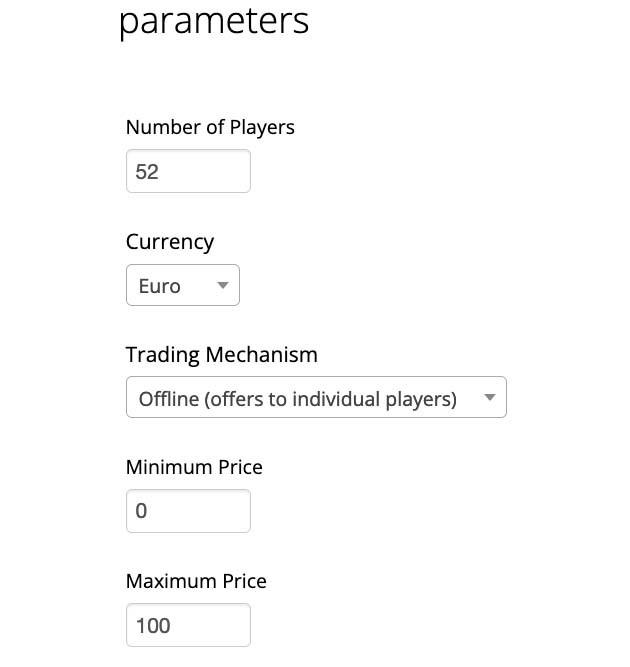 parameters
Number of Players
52
Currency
Euro
Trading Mechanism
Offline (offers to individual players)
Minimum Price
0
Maximum Price
100